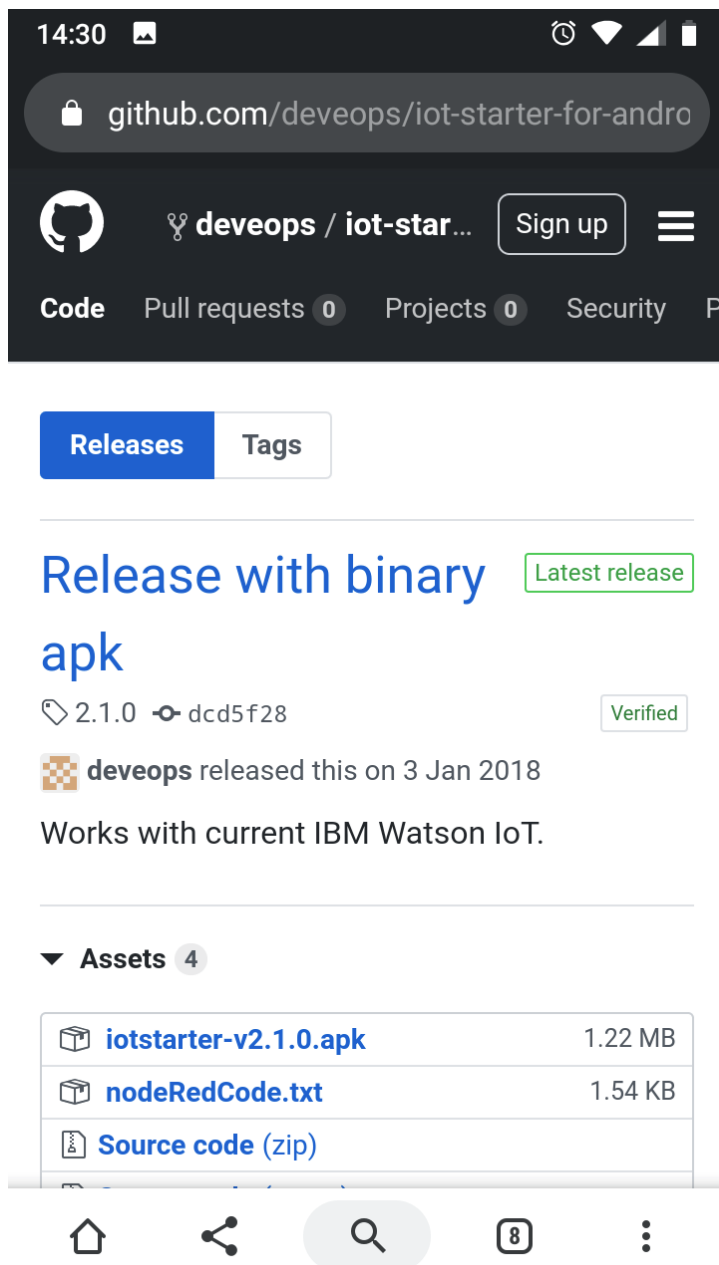 14:30
github.com/deveops/iot-starter-for-andro
deveops / iot-star... Sign up
Code Pull requests 0 Projects 0 Security P
Releases Tags
Release with binary Latest release
apk
2.1.0 dcd5f28 Verified
deveops released this on 3 Jan 2018
Works with current IBM Watson IoT.
Assets 4
iotstarter-v2.1.0.apk 1.22 MB
nodeRedCode.txt 1.54 KB
Source code (zip)
8